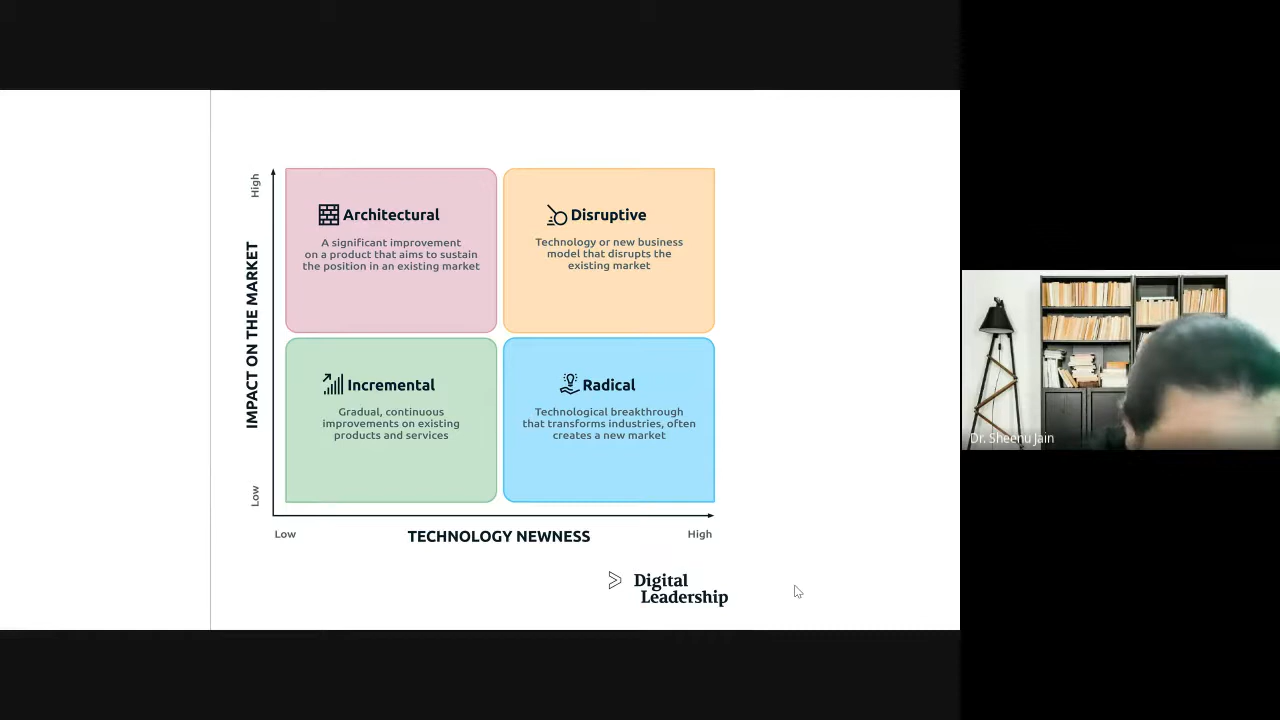 High
IMPACT ON THE MARKET
Low
Architectural
A significant improvement
on a product that aims to sustain
the position in an existing market
Disruptive
Technology or new business
model that disrupts the
existing market
Incremental
Gradual, continuous
improvements on existing
products and services
Radical
Technological breakthrough
that transforms industries, often
creates a new market
Low
TECHNOLOGY NEWNESS
High
Digital
Leadership
Dr. Sheenu Jain